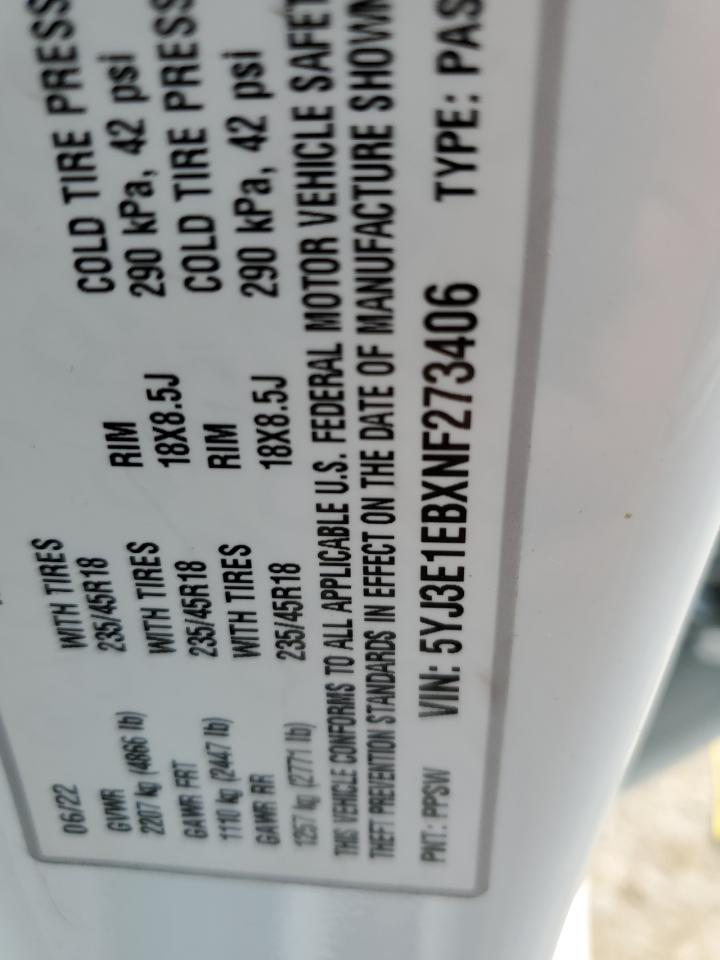 06/22
GVWR WITH TIRES RIM COLD TIRE PRESS
2207 kg (4866 lb) 235/45R18 18X8.5J 290 kPa, 42 psi
GAWR FRT WITH TIRES RIM COLD TIRE PRESS
1110 kg (2447 lb) 235/45R18 18X8.5J 290 kPa, 42 psi
GAWR RR WITH TIRES
1257 kg (2771 lb) 235/45R18
THIS VEHICLE CONFORMS TO ALL APPLICABLE U.S. FEDERAL MOTOR VEHICLE SAFET
THEFT PREVENTION STANDARDS IN EFFECT ON THE DATE OF MANUFACTURE SHOWN
PNT: PPSW VIN: 5YJ3E1EBXNF273406 TYPE: PAS